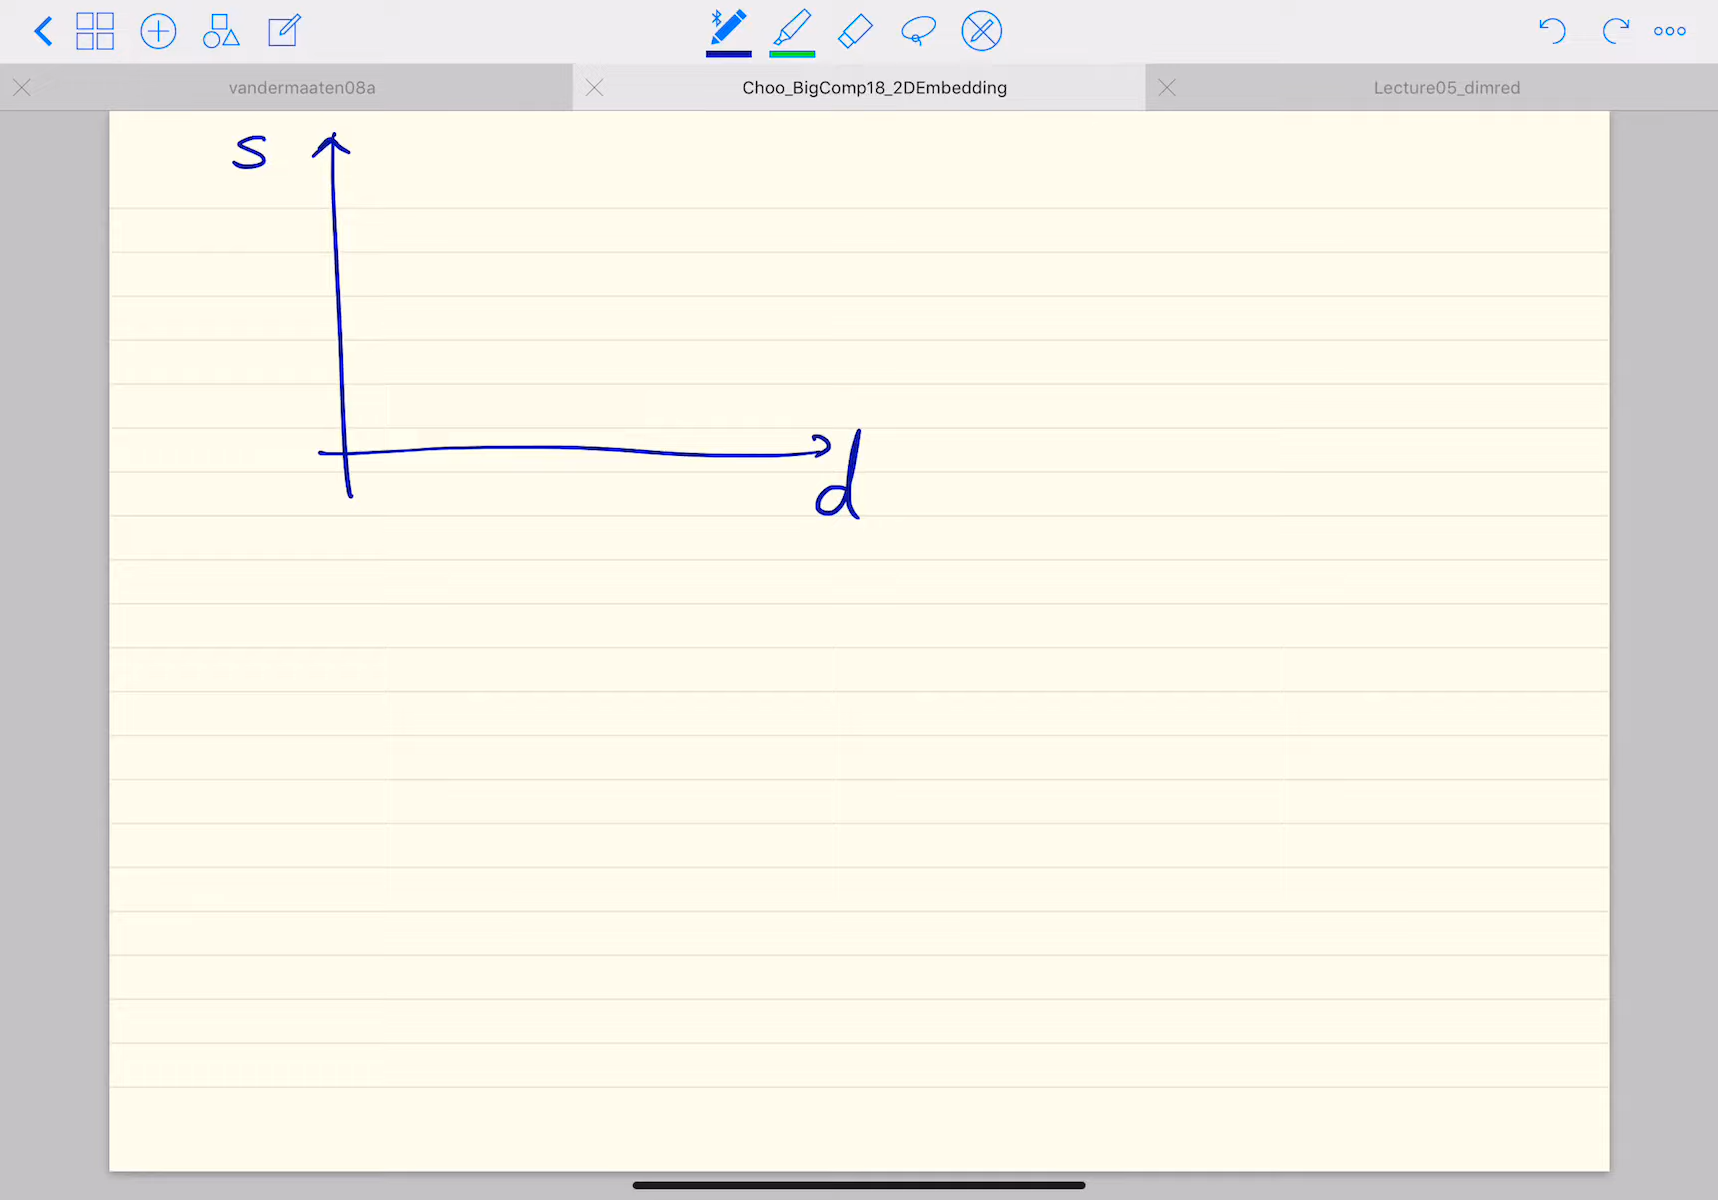 vandermaaten08a
Choo_BigComp18_2DEmbedding
Lecture05_dimred
s
d